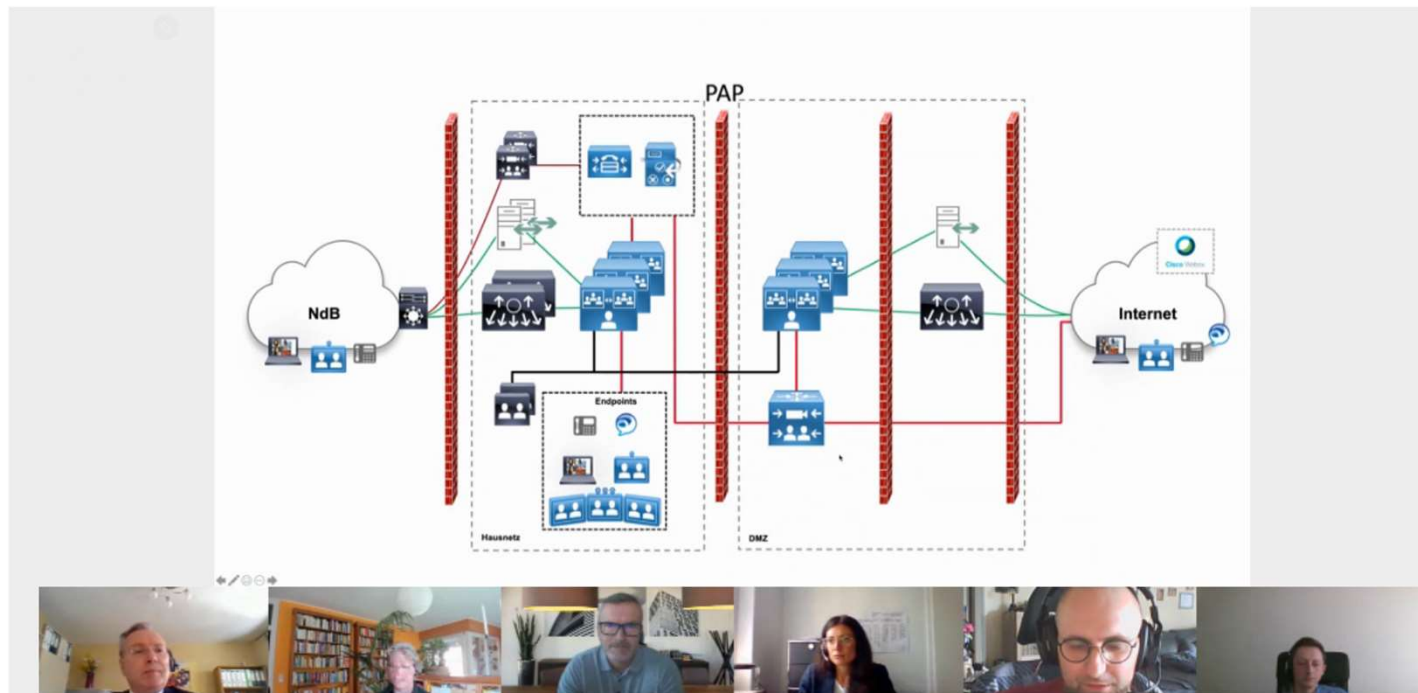 PAP
NdB
Endpoints
Hausnetz
DMZ
Cisco Webex
Internet